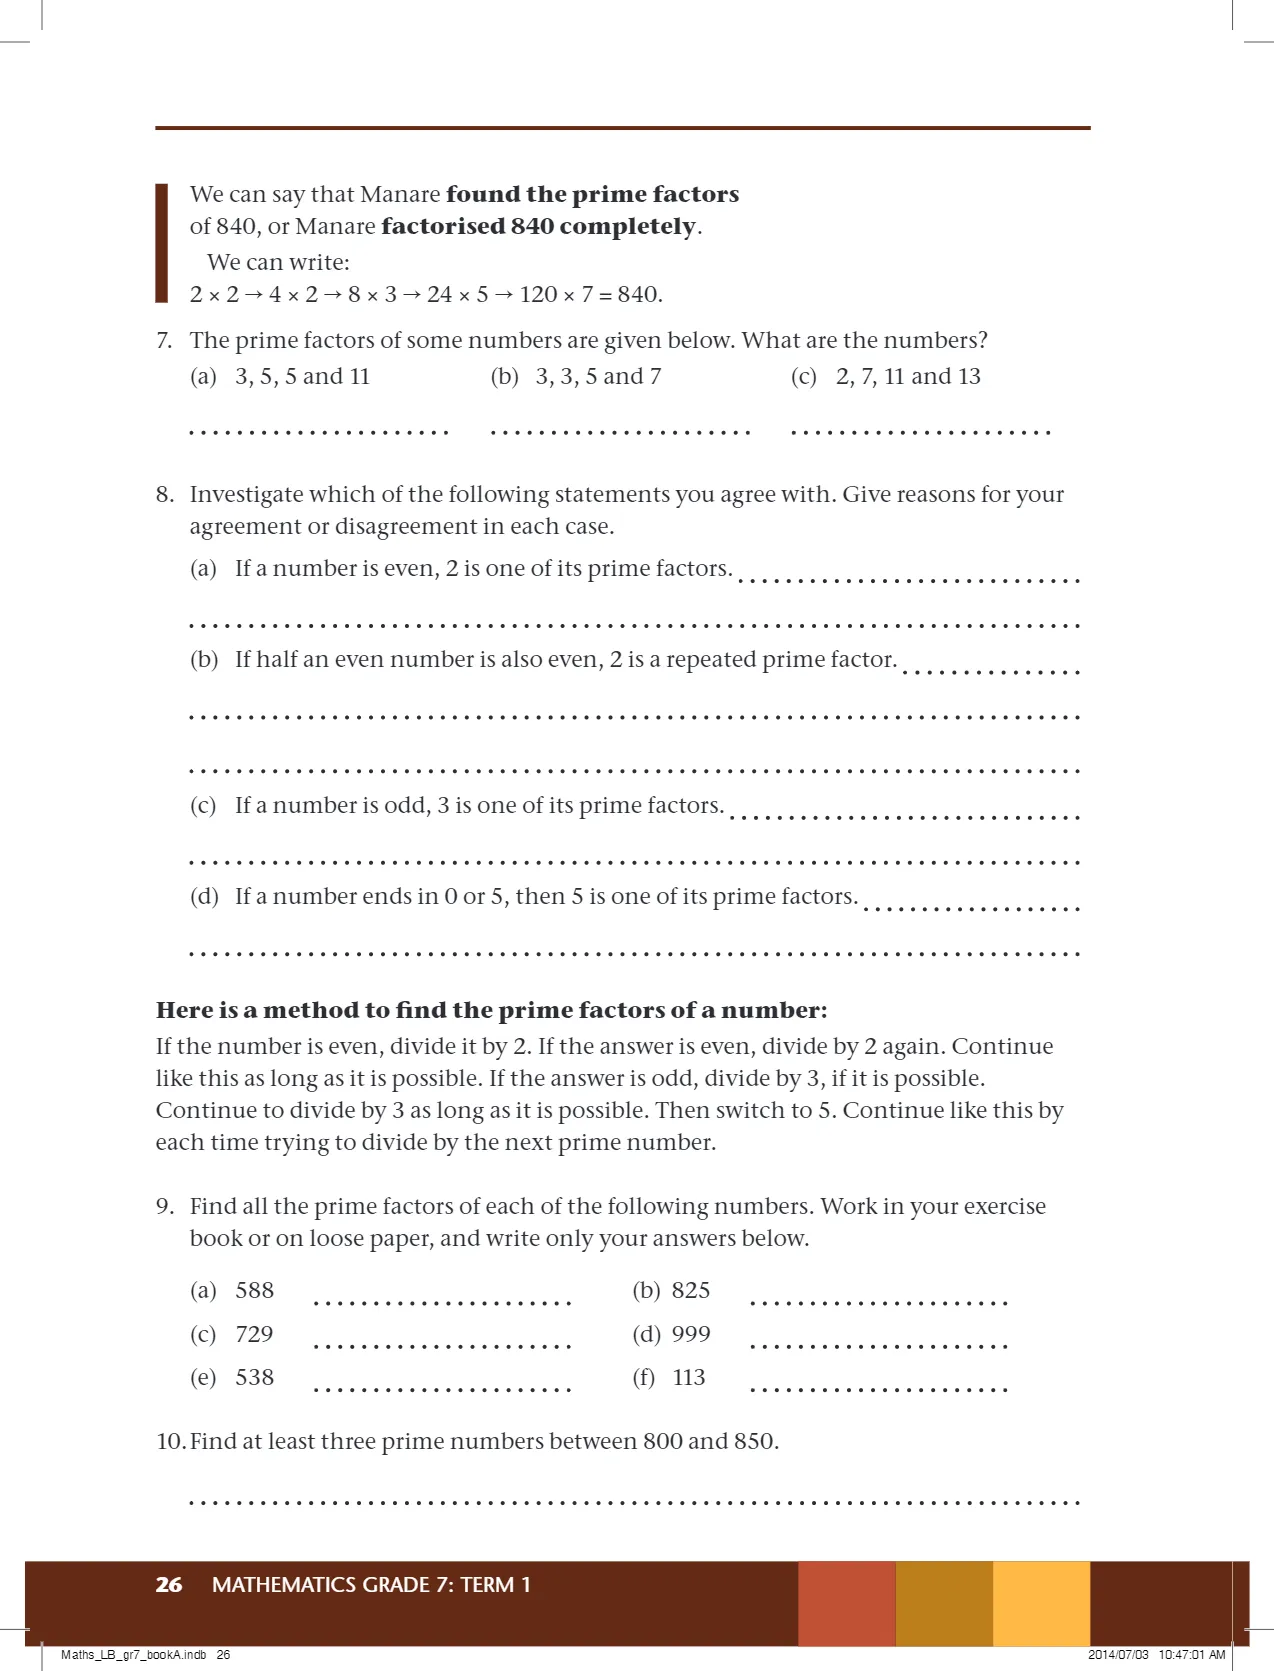 We can say that Manare found the prime factors
of 840, or Manare factorised 840 completely.
We can write:
2 × 2 → 4 × 2 → 8 × 3 → 24 × 5 → 120 × 7 = 840.
7. The prime factors of some numbers are given below. What are the numbers?
(a) 3, 5, 5 and 11 (b) 3, 3, 5 and 7 (c) 2, 7, 11 and 13
8. Investigate which of the following statements you agree with. Give reasons for your
agreement or disagreement in each case.
(a) If a number is even, 2 is one of its prime factors.
(b) If half an even number is also even, 2 is a repeated prime factor.
(c) If a number is odd, 3 is one of its prime factors.
(d) If a number ends in 0 or 5, then 5 is one of its prime factors.
Here is a method to find the prime factors of a number:
If the number is even, divide it by 2. If the answer is even, divide by 2 again. Continue
like this as long as it is possible. If the answer is odd, divide by 3, if it is possible.
Continue to divide by 3 as long as it is possible. Then switch to 5. Continue like this by
each time trying to divide by the next prime number.
9. Find all the prime factors of each of the following numbers. Work in your exercise
book or on loose paper, and write only your answers below.
(a) 588 (b) 825
(c) 729 (d) 999
(e) 538 (f) 113
10. Find at least three prime numbers between 800 and 850.
26 MATHEMATICS GRADE 7: TERM 1
Maths_LB_gr7_bookA.indb 26 2014/07/03 10:47:01 AM